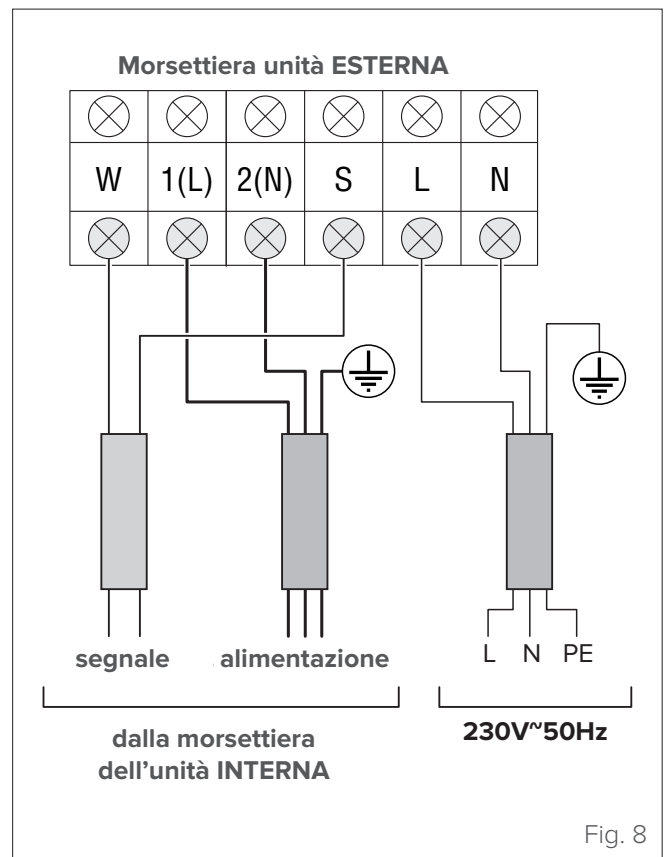 Morsettiera unità ESTERNA
W 1(L) 2(N) S L N
segnale alimentazione
L N PE
dalla morsettiera
dell'unità INTERNA
230V~50Hz
Fig. 8